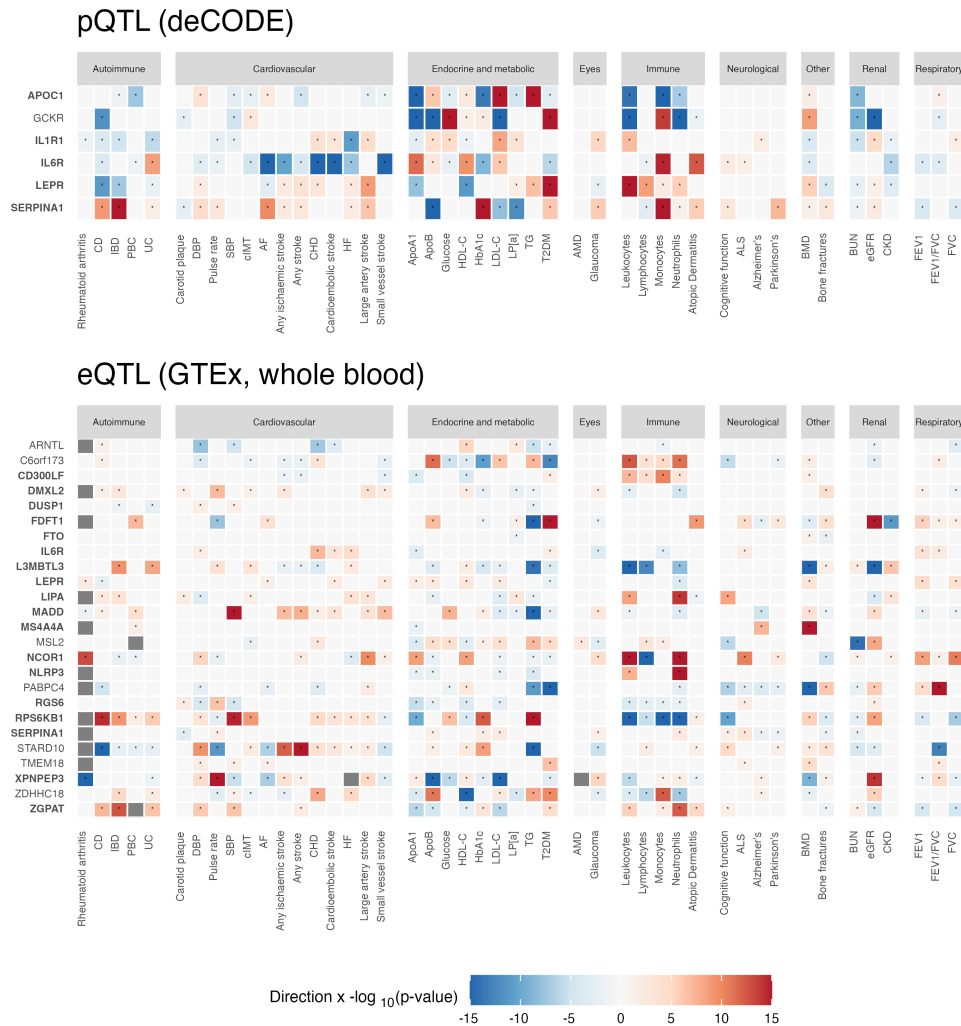 pQTL (deCODE)
Autoimmune Cardiovascular Endocrine and metabolic Eyes Immune Neurological Other Renal Respiratory
APOC1
GCKR
IL1R1
IL6R
LEPR
SERPINA1
Rheumatoid arthritis CD IBD PBC UC Carotid plaque DBP Pulse rate SBP cIMT AF Any ischaemic stroke Any stroke CHD Cardioembolic stroke HF Large artery stroke Small vessel stroke ApoA1 ApoB Glucose HDL-C HbA1c LDL-C LP[a] TG T2DM AMD Glaucoma Leukocytes Lymphocytes Monocytes Neutrophils Atopic Dermatitis Cognitive function ALS Alzheimer's Parkinson's BMD Bone fractures BUN eGFR CKD FEV1 FEV1/FVC FVC
eQTL (GTEx, whole blood)
Autoimmune Cardiovascular Endocrine and metabolic Eyes Immune Neurological Other Renal Respiratory
ARNTL
C6orf173
CD300LF
DMXL2
DUSP1
FDFT1
FTO
IL6R
L3MBTL3
LEPR
LIPA
MADD
MS4A4A
MSL2
NCOR1
NLRP3
PABPC4
RGS6
RPS6KB1
SERPINA1
STARD10
TMEM18
XPNPEP3
ZDHHC18
ZGPAT
Rheumatoid arthritis CD IBD PBC UC Carotid plaque DBP Pulse rate SBP cIMT AF Any ischaemic stroke Any stroke CHD Cardioembolic stroke HF Large artery stroke Small vessel stroke ApoA1 ApoB Glucose HDL-C HbA1c LDL-C LP[a] TG T2DM AMD Glaucoma Leukocytes Lymphocytes Monocytes Neutrophils Atopic Dermatitis Cognitive function ALS Alzheimer's Parkinson's BMD Bone fractures BUN eGFR CKD FEV1 FEV1/FVC FVC
Direction x -log 10(p-value)
-15 -10 -5 0 5 10 15